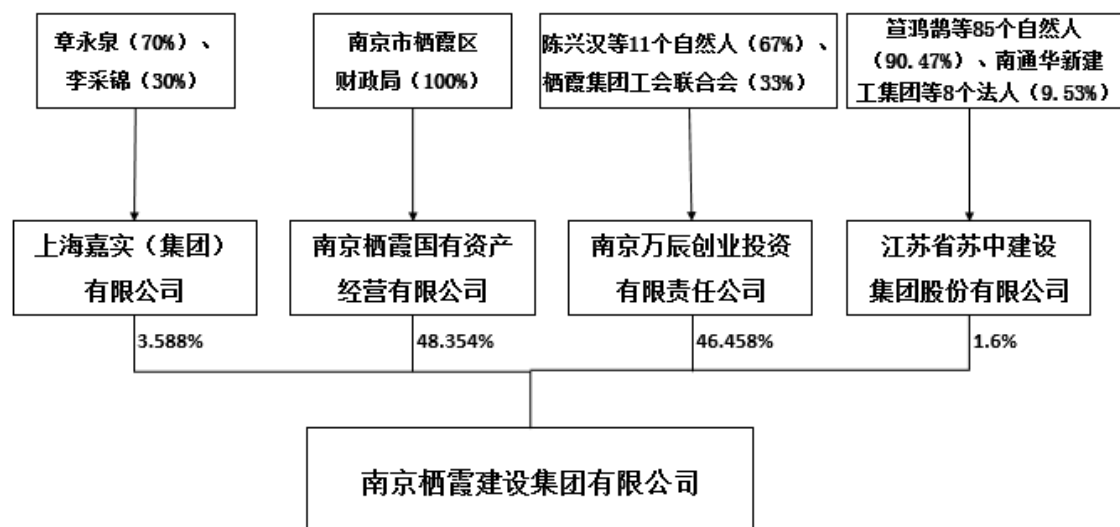 章永泉（70%）、
李采锦（30%）
南京市栖霞区
财政局（100%）
陈兴汉等11个自然人（67%）、
栖霞集团工会联合会（33%）
笪鸿鹄等85个自然人
（90.47%）、南通华新建
工集团等8个法人（9.53%）
上海嘉实（集团）
有限公司
南京栖霞国有资产
经营有限公司
南京万辰创业投资
有限责任公司
江苏省苏中建设
集团股份有限公司
3.588%
48.354%
46.458%
1.6%
南京栖霞建设集团有限公司